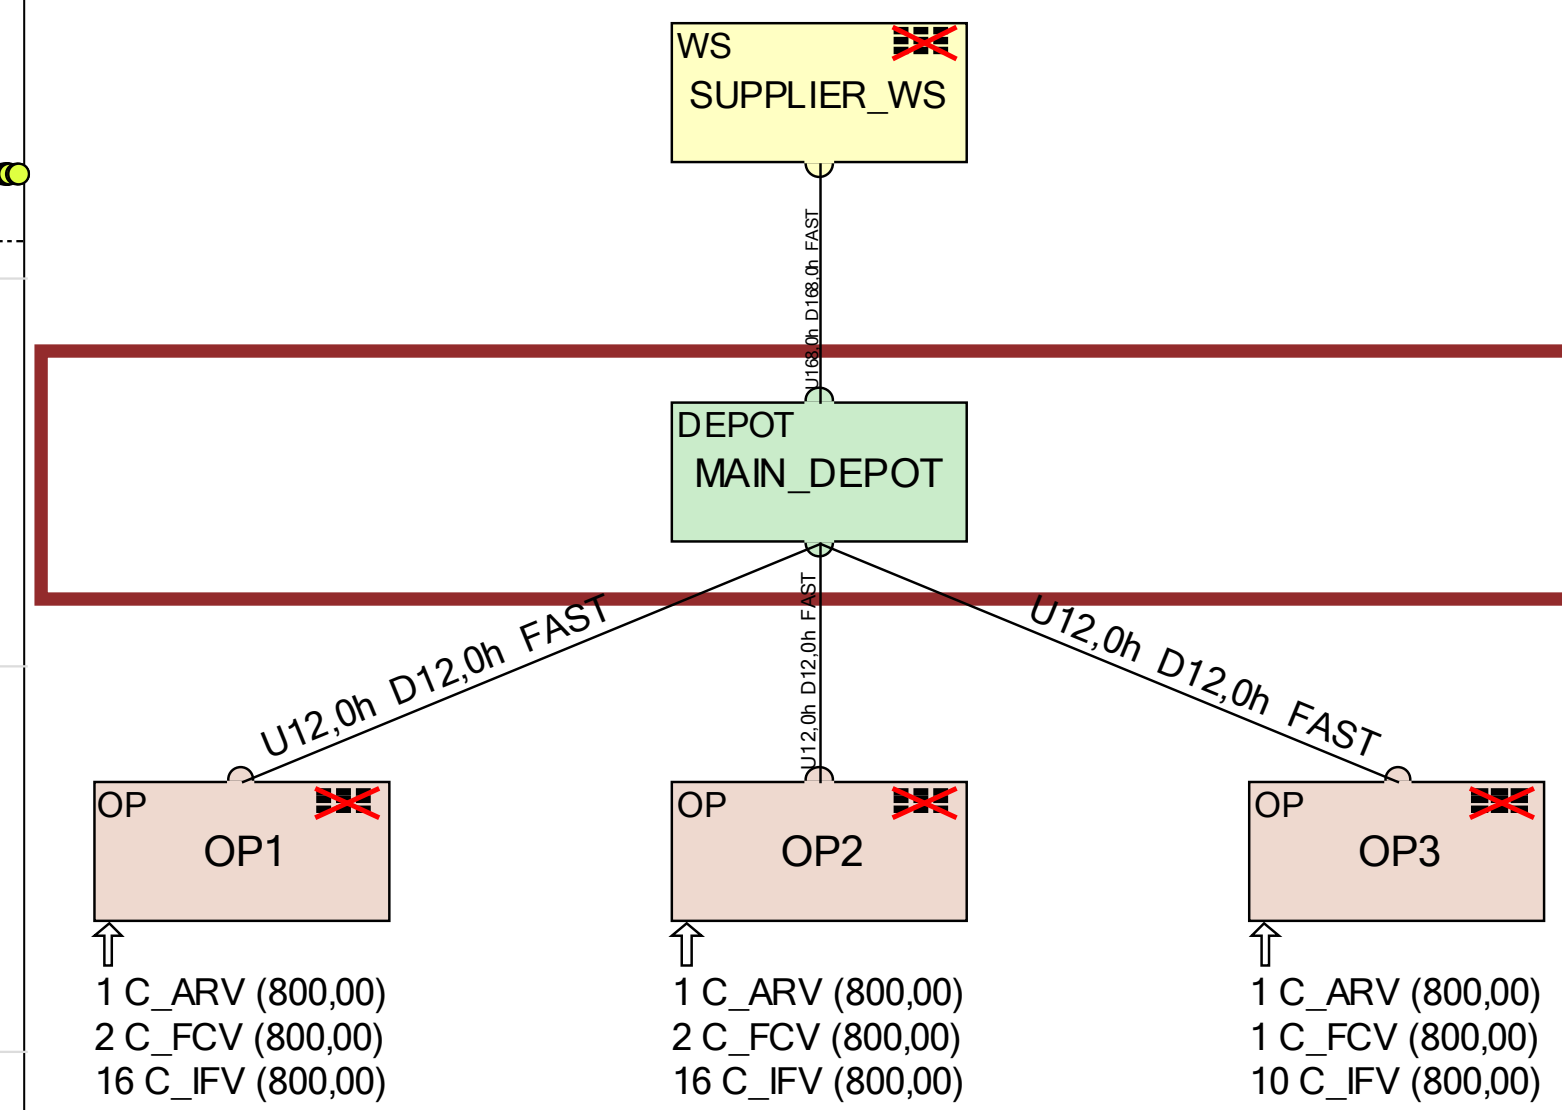 WS
SUPPLIER_WS
U168,0h D168,0h FAST
DEPOT
MAIN_DEPOT
U12,0h D12,0h FAST
U12,0h D12,0h FAST
U12,0h D12,0h FAST
OP
OP1
OP
OP2
OP
OP3
1 C_ARV (800,00)
2 C_FCV (800,00)
16 C_IFV (800,00)
1 C_ARV (800,00)
2 C_FCV (800,00)
16 C_IFV (800,00)
1 C_ARV (800,00)
1 C_FCV (800,00)
10 C_IFV (800,00)